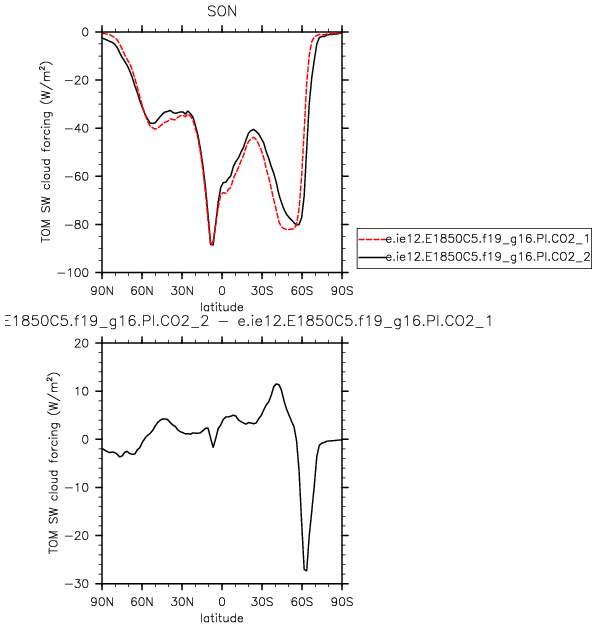 SON
TOM SW cloud forcing (W/m²)
0
−20
−40
−60
−80
−100
90N 60N 30N 0 30S 60S 90S
latitude
e.ie12.E1850C5.f19_g16.PI.CO2_1
e.ie12.E1850C5.f19_g16.PI.CO2_2
E1850C5.f19_g16.PI.CO2_2 − e.ie12.E1850C5.f19_g16.PI.CO2_1
TOM SW cloud forcing (W/m²)
20
10
0
−10
−20
−30
90N 60N 30N 0 30S 60S 90S
latitude